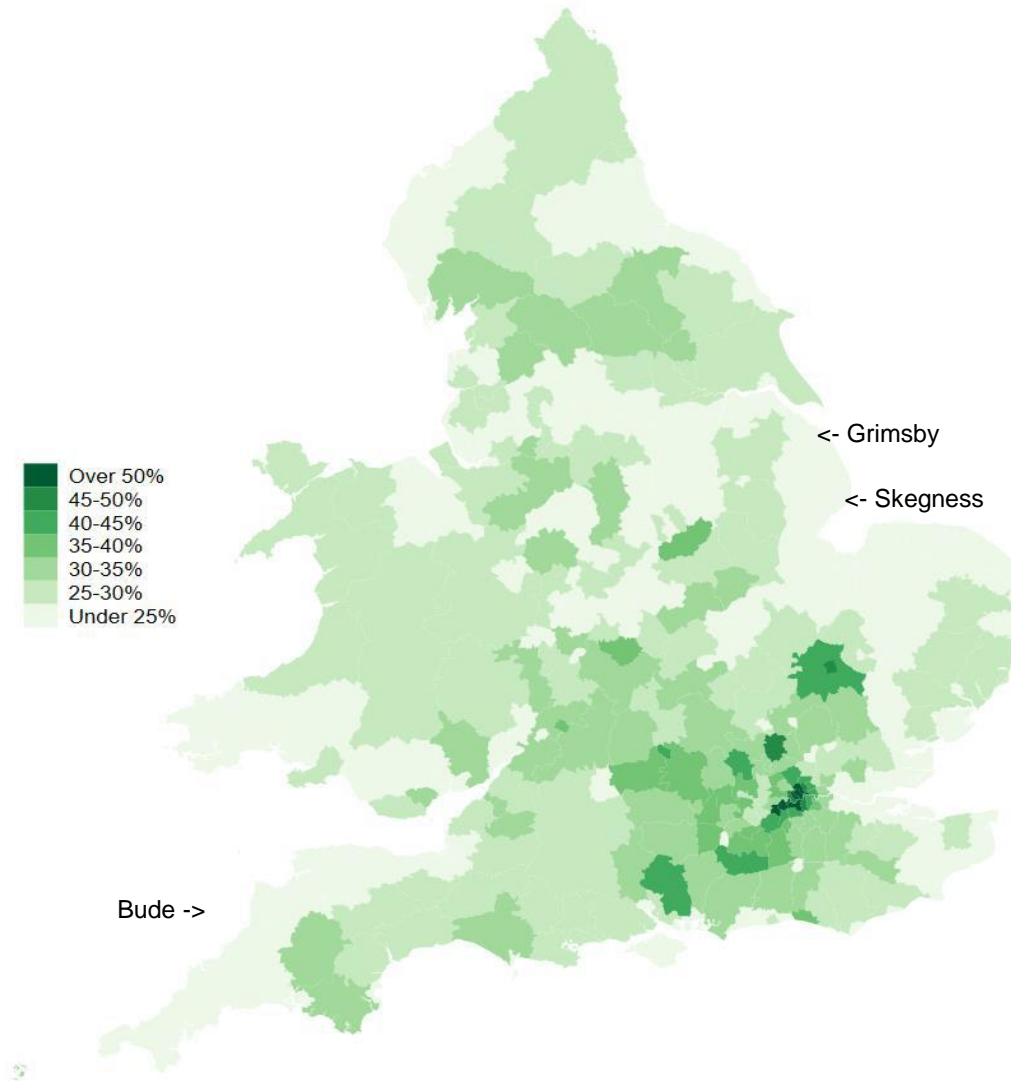 <- Grimsby
Over 50%
45-50%
40-45%
35-40%
30-35%
25-30%
Under 25%
<- Skegness
Bude ->